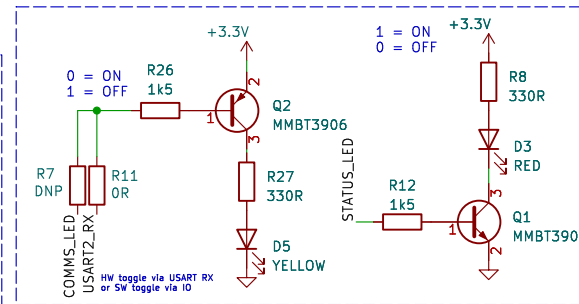 +3.3V
0 = ON
1 = OFF
R26
1k5
2
Q2
MMBT3906
1
3
R7
DNP
R11
0R
R27
330R
COMMS_LED
USART2_RX
HW toggle via USART RX
or SW toggle via IO
D5
YELLOW
1 = ON
0 = OFF
+3.3V
R8
330R
D3
RED
STATUS_LED
R12
1k5
3
1
Q1
MMBT390
2